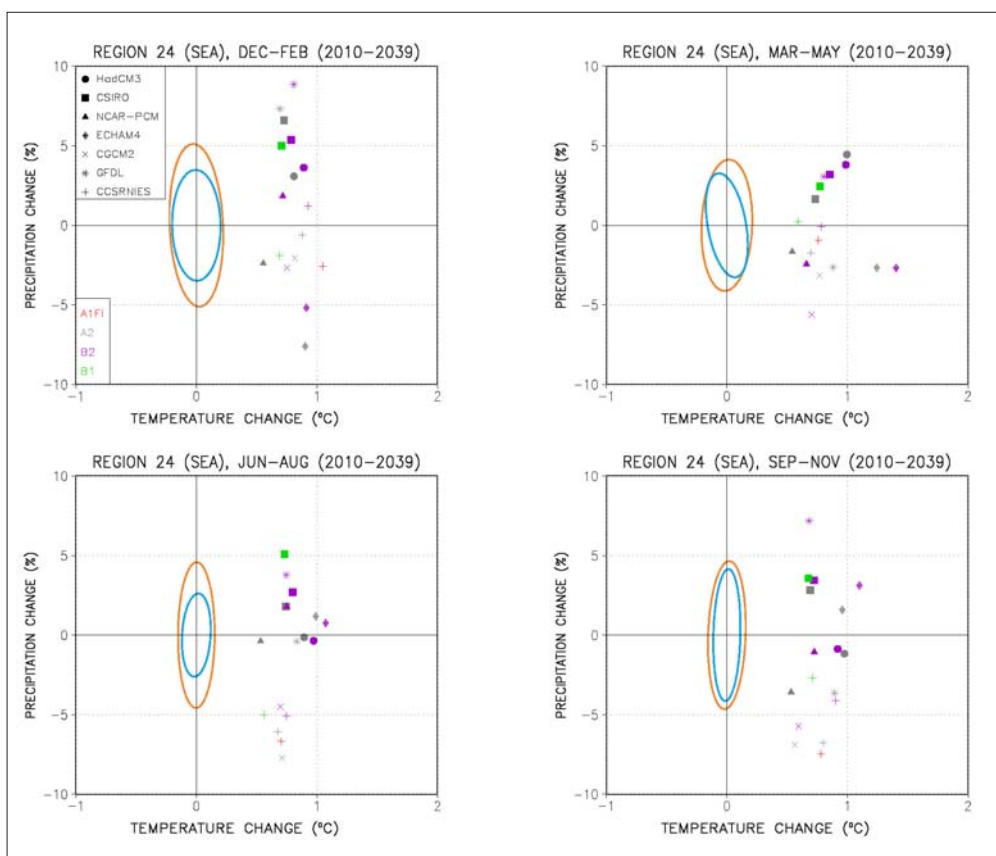 REGION 24 (SEA), DEC-FEB (2010-2039)
10
5
0
-5
-10
-1
0
1
2
PRECIPITATION CHANGE (%)
TEMPERATURE CHANGE (ºC)
HadCM3
CSIRO
NCAR-PCM
ECHAM4
CGCM2
GFDL
CCSRNIES
A1FI
A2
B2
B1
REGION 24 (SEA), MAR-MAY (2010-2039)
10
5
0
-5
-10
-1
0
1
2
PRECIPITATION CHANGE (%)
TEMPERATURE CHANGE (ºC)
REGION 24 (SEA), JUN-AUG (2010-2039)
10
5
0
-5
-10
-1
0
1
2
PRECIPITATION CHANGE (%)
TEMPERATURE CHANGE (ºC)
REGION 24 (SEA), SEP-NOV (2010-2039)
10
5
0
-5
-10
-1
0
1
2
PRECIPITATION CHANGE (%)
TEMPERATURE CHANGE (ºC)